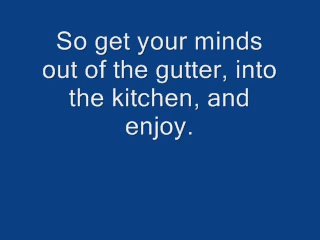 So get your minds
out of the gutter, into
the kitchen, and
enjoy.